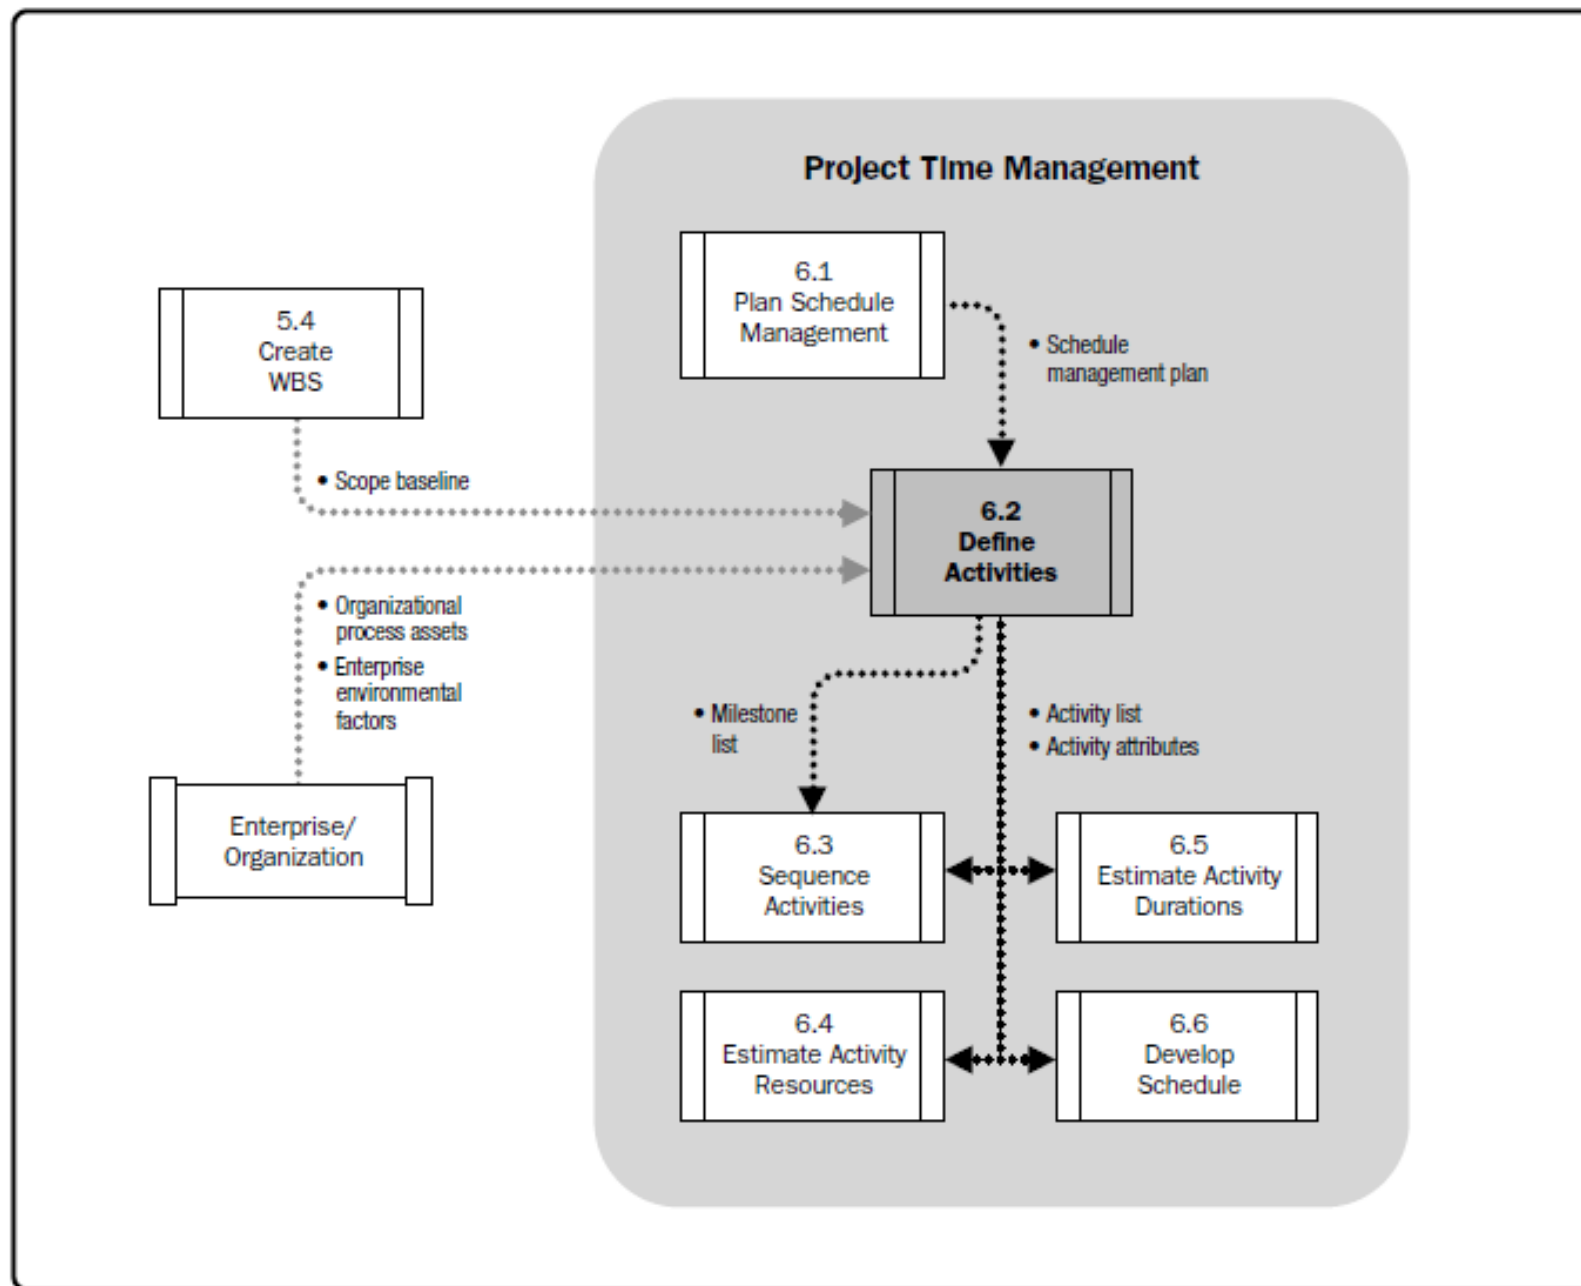 Project Time Management
6.1
Plan Schedule
Management
5.4
Create
WBS
• Schedule
management plan
• Scope baseline
6.2
Define
Activities
• Organizational
process assets
• Enterprise
environmental
factors
• Milestone
list
• Activity list
• Activity attributes
Enterprise/
Organization
6.3
Sequence
Activities
6.5
Estimate Activity
Durations
6.4
Estimate Activity
Resources
6.6
Develop
Schedule